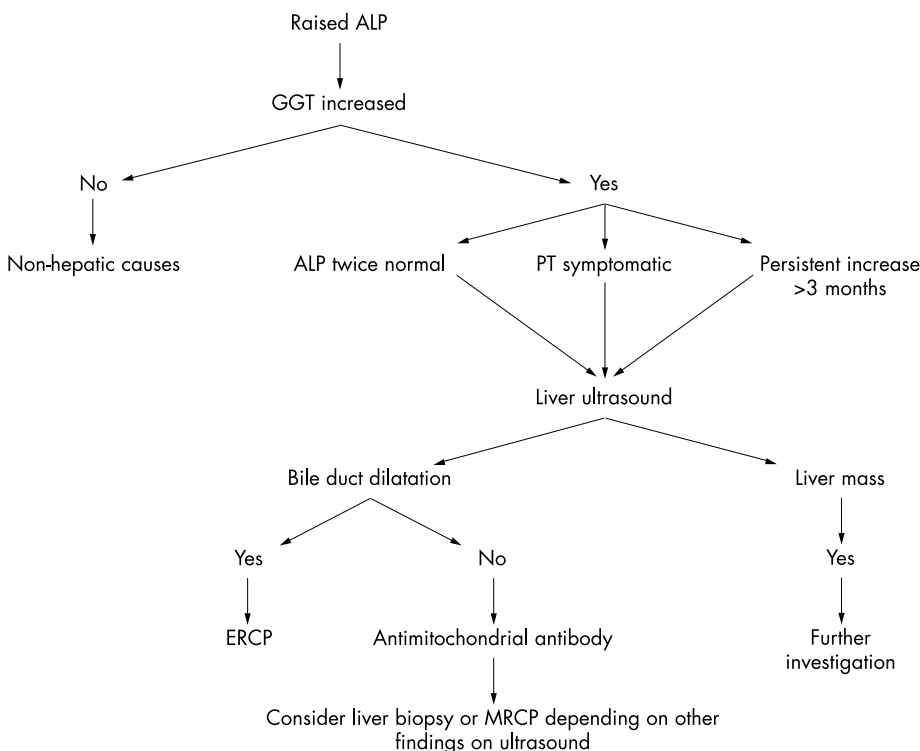 Raised ALP
GGT increased
No
Yes
Non-hepatic causes
ALP twice normal
PT symptomatic
Persistent increase
>3 months
Liver ultrasound
Bile duct dilatation
Liver mass
Yes
No
Yes
ERCP
Antimitochondrial antibody
Further
investigation
Consider liver biopsy or MRCP depending on other
findings on ultrasound